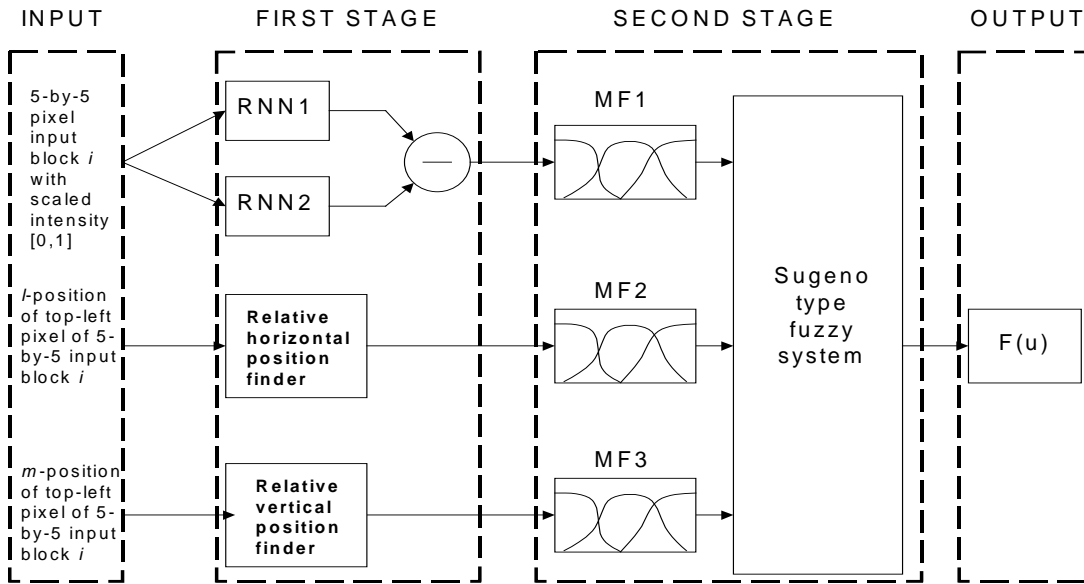 INPUT
FIRST STAGE
SECOND STAGE
OUTPUT
5-by-5
pixel
input
block i
with
scaled
intensity
[0,1]
RNN1
RNN2
MF1
l-position
of top-left
pixel of 5-
by-5 input
block i
Relative
horizontal
position
finder
MF2
Sugeno
type
fuzzy
system
F(u)
m-position
of top-left
pixel of 5-
by-5 input
block i
Relative
vertical
position
finder
MF3